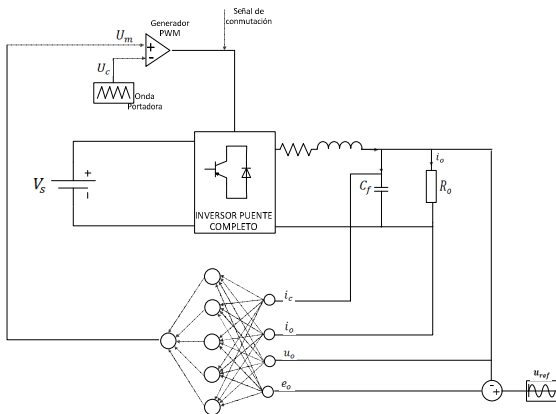 Generador
PWM
Señal de
conmutación
U_m
+
-
U_c
Onda
Portadora
V_s
+
-
INVERSOR PUENTE
COMPLETO
i_o
C_f
R_o
i_c
i_o
u_o
e_o
-
+
u_ref